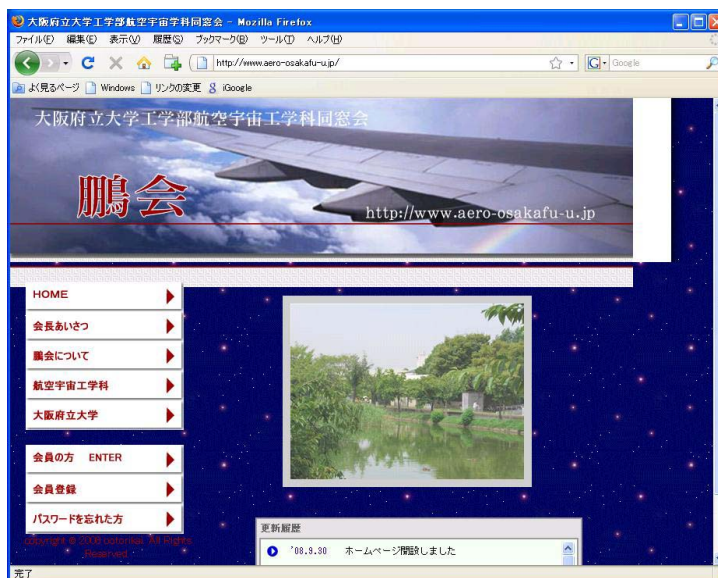 大阪府立大学工学部航空宇宙学科同窓会 - Mozilla Firefox
ファイル(F) 編集(E) 表示(V) 履歴(S) ブックマーク(B) ツール(T) ヘルプ(H)
http://www.aero-osakafu-u.jp/
G Google
よく見るページ Windows リンクの変更 iGoogle
大阪府立大学工学部航空宇宙工学科同窓会
鵬会
http://www.aero-osakafu-u.jp
HOME
会長あいさつ
鵬会について
航空宇宙工学科
大阪府立大学
会員の方 ENTER
会員登録
パスワードを忘れた方
copyright © 2008 ootorikai. All Rights
Reserved.
更新履歴
'08.9.30 ホームページ開設しました
完了